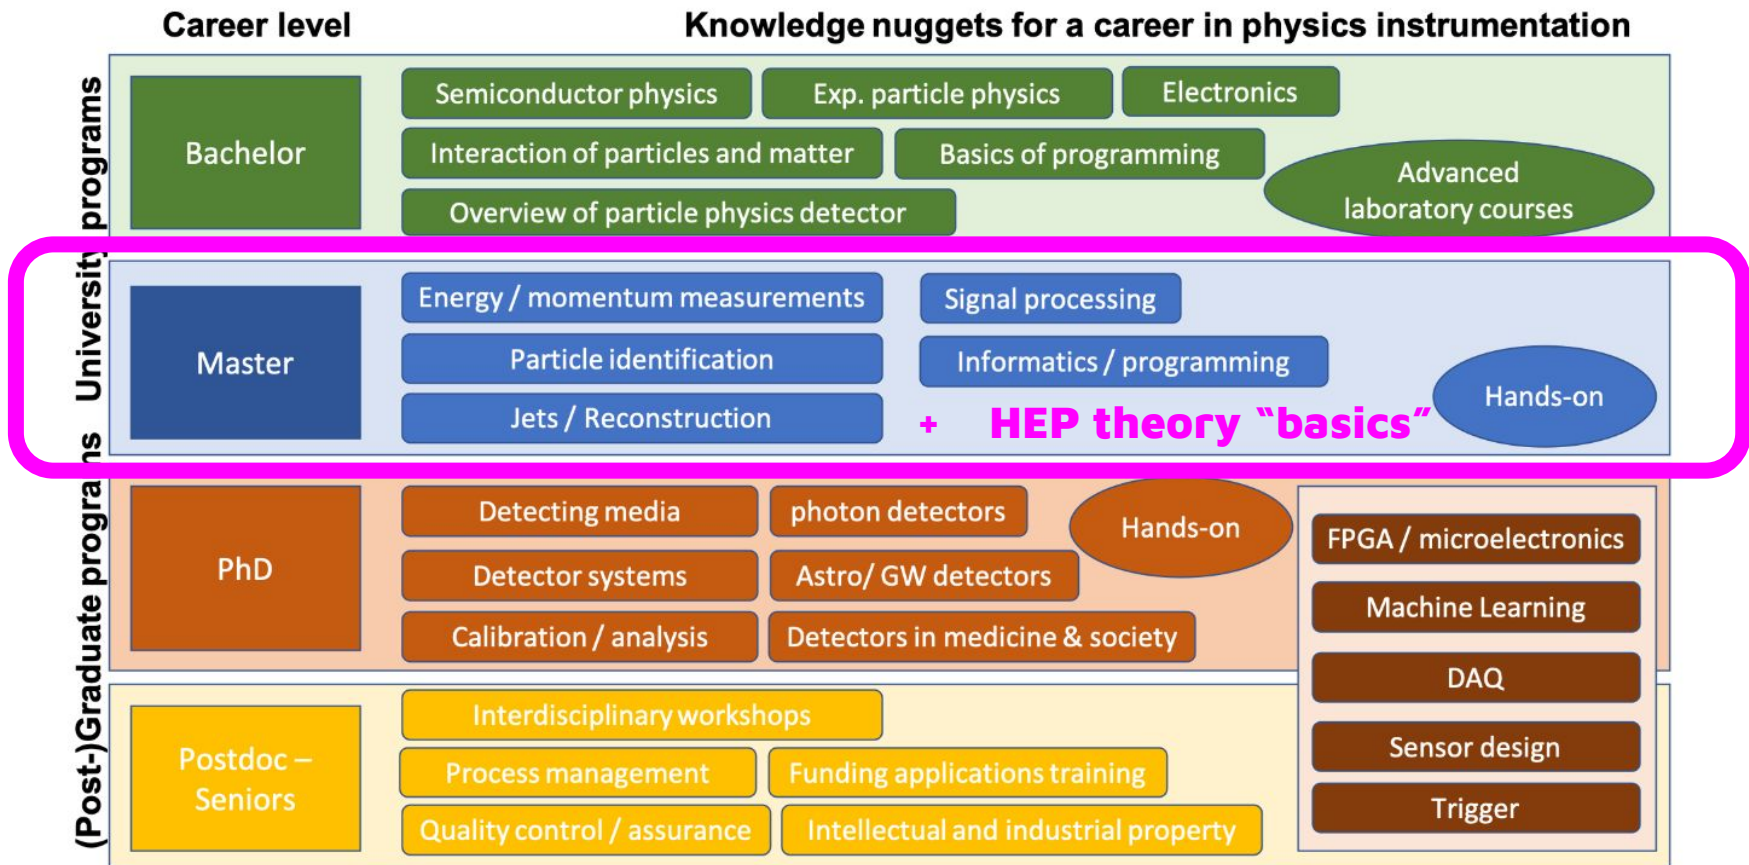 Career level
Knowledge nuggets for a career in physics instrumentation
University programs
Bachelor
Semiconductor physics
Exp. particle physics
Electronics
Interaction of particles and matter
Basics of programming
Overview of particle physics detector
Advanced
laboratory courses
Master
Energy / momentum measurements
Signal processing
Particle identification
Informatics / programming
Jets / Reconstruction
+ HEP theory “basics”
Hands-on
(Post-)Graduate programs
PhD
Detecting media
photon detectors
Hands-on
Detector systems
Astro/ GW detectors
Calibration / analysis
Detectors in medicine & society
FPGA / microelectronics
Machine Learning
DAQ
Sensor design
Trigger
Postdoc –
Seniors
Interdisciplinary workshops
Process management
Funding applications training
Quality control / assurance
Intellectual and industrial property